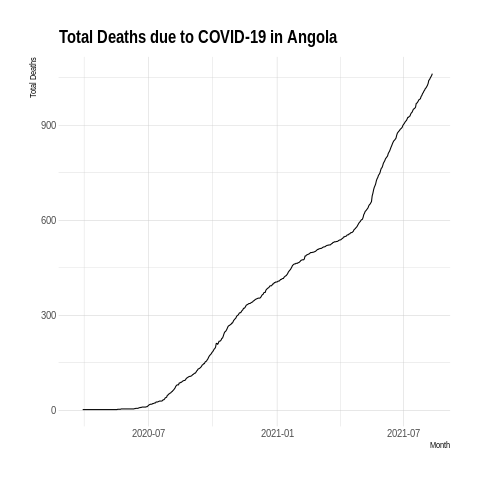 Total Deaths due to COVID-19 in Angola
Total Deaths
900
600
300
0
2020-07
2021-01
2021-07
Month